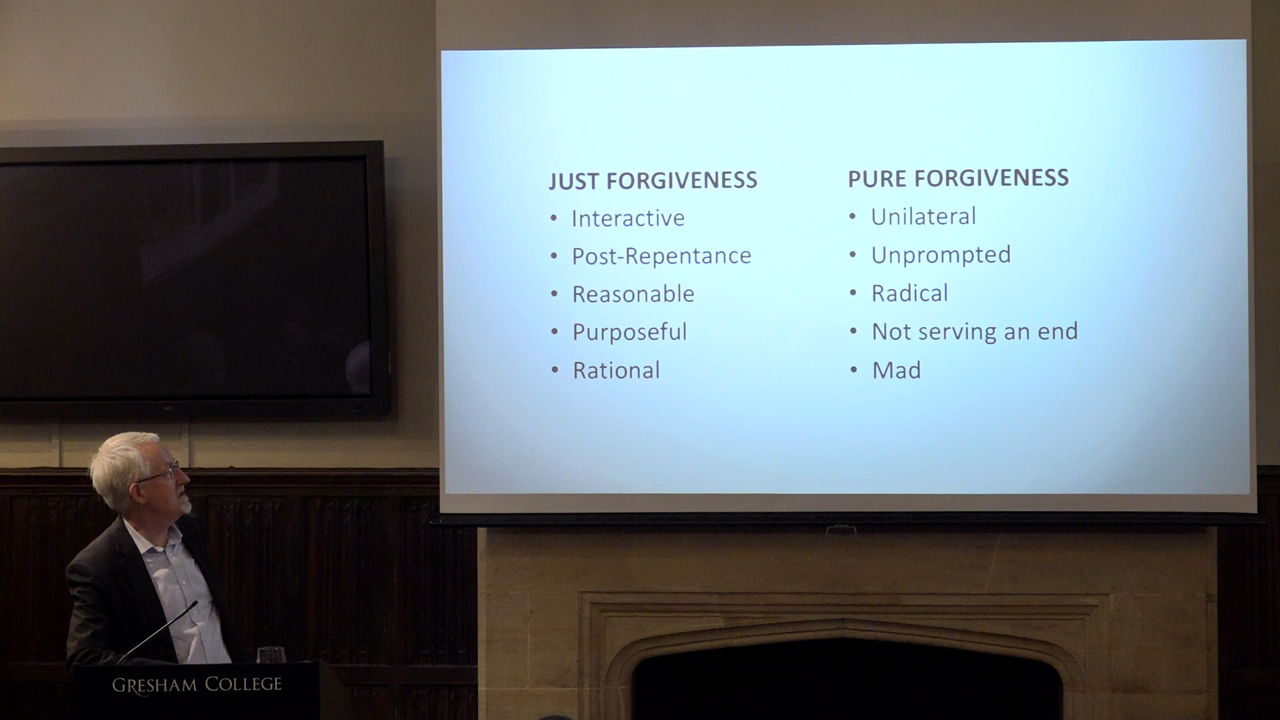 JUST FORGIVENESS
• Interactive
• Post-Repentance
• Reasonable
• Purposeful
• Rational
PURE FORGIVENESS
• Unilateral
• Unprompted
• Radical
• Not serving an end
• Mad
GRESHAM COLLEGE